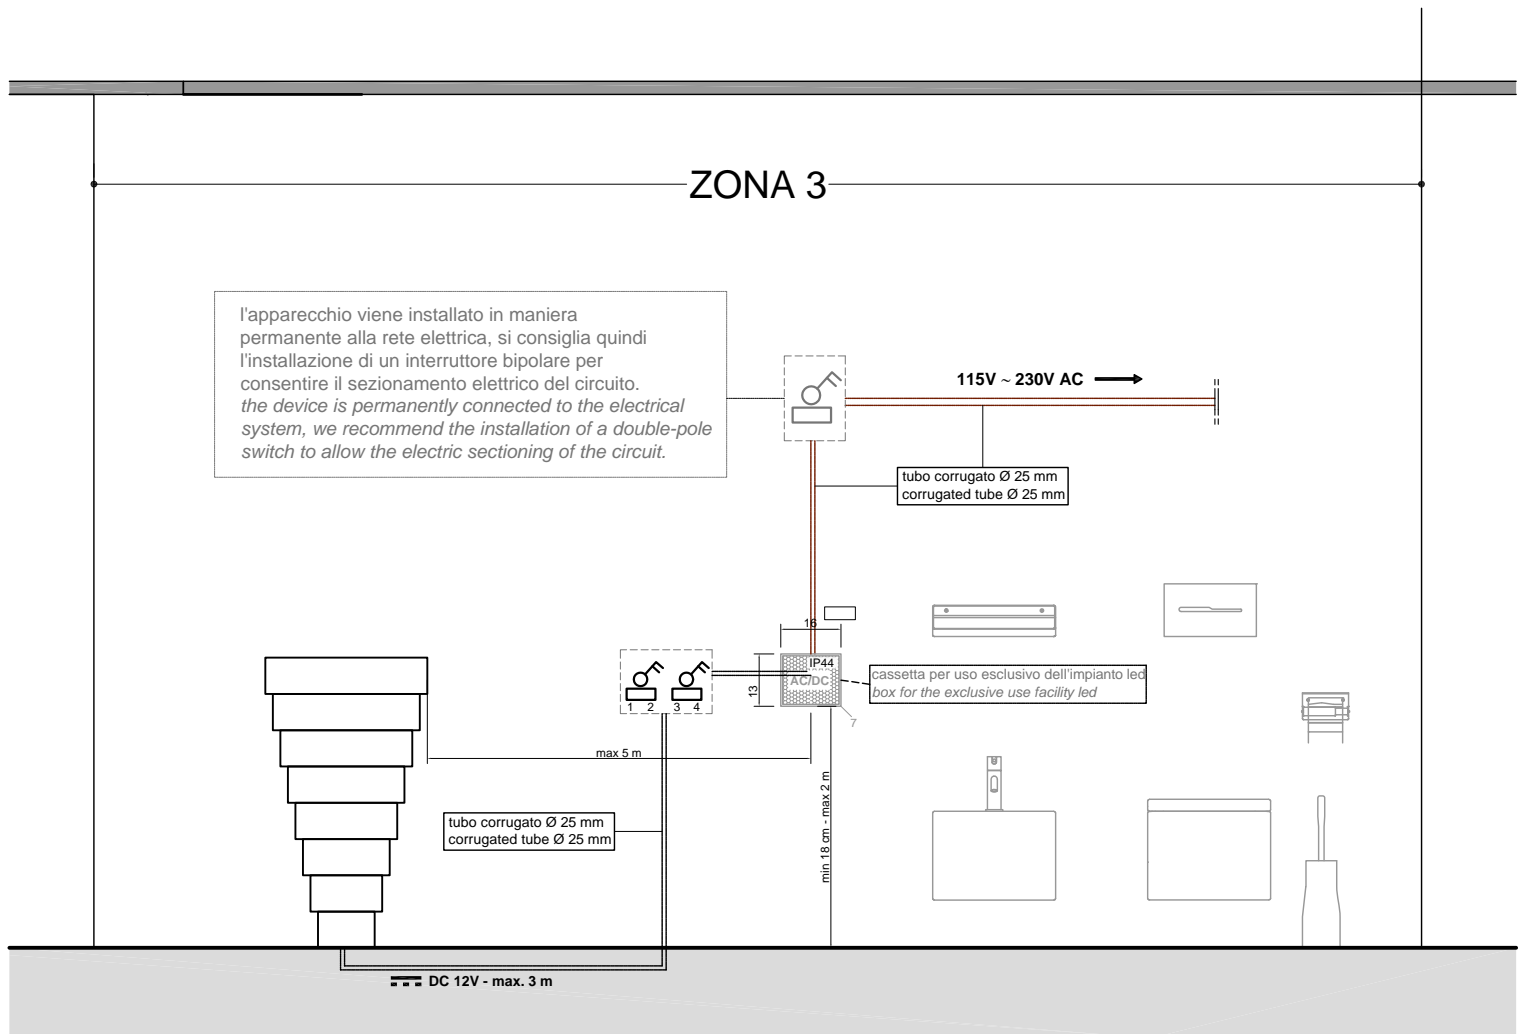 ZONA 3
l'apparecchio viene installato in maniera
permanente alla rete elettrica, si consiglia quindi
l'installazione di un interruttore bipolare per
consentire il sezionamento elettrico del circuito.
the device is permanently connected to the electrical
system, we recommend the installation of a double-pole
switch to allow the electric sectioning of the circuit.
115V ~ 230V AC
tubo corrugato Ø 25 mm
corrugated tube Ø 25 mm
16
IP44
AC/DC
13
cassetta per uso esclusivo dell'impianto led
box for the exclusive use facility led
7
1 2 3 4
max 5 m
min 18 cm - max 2 m
tubo corrugato Ø 25 mm
corrugated tube Ø 25 mm
DC 12V - max. 3 m